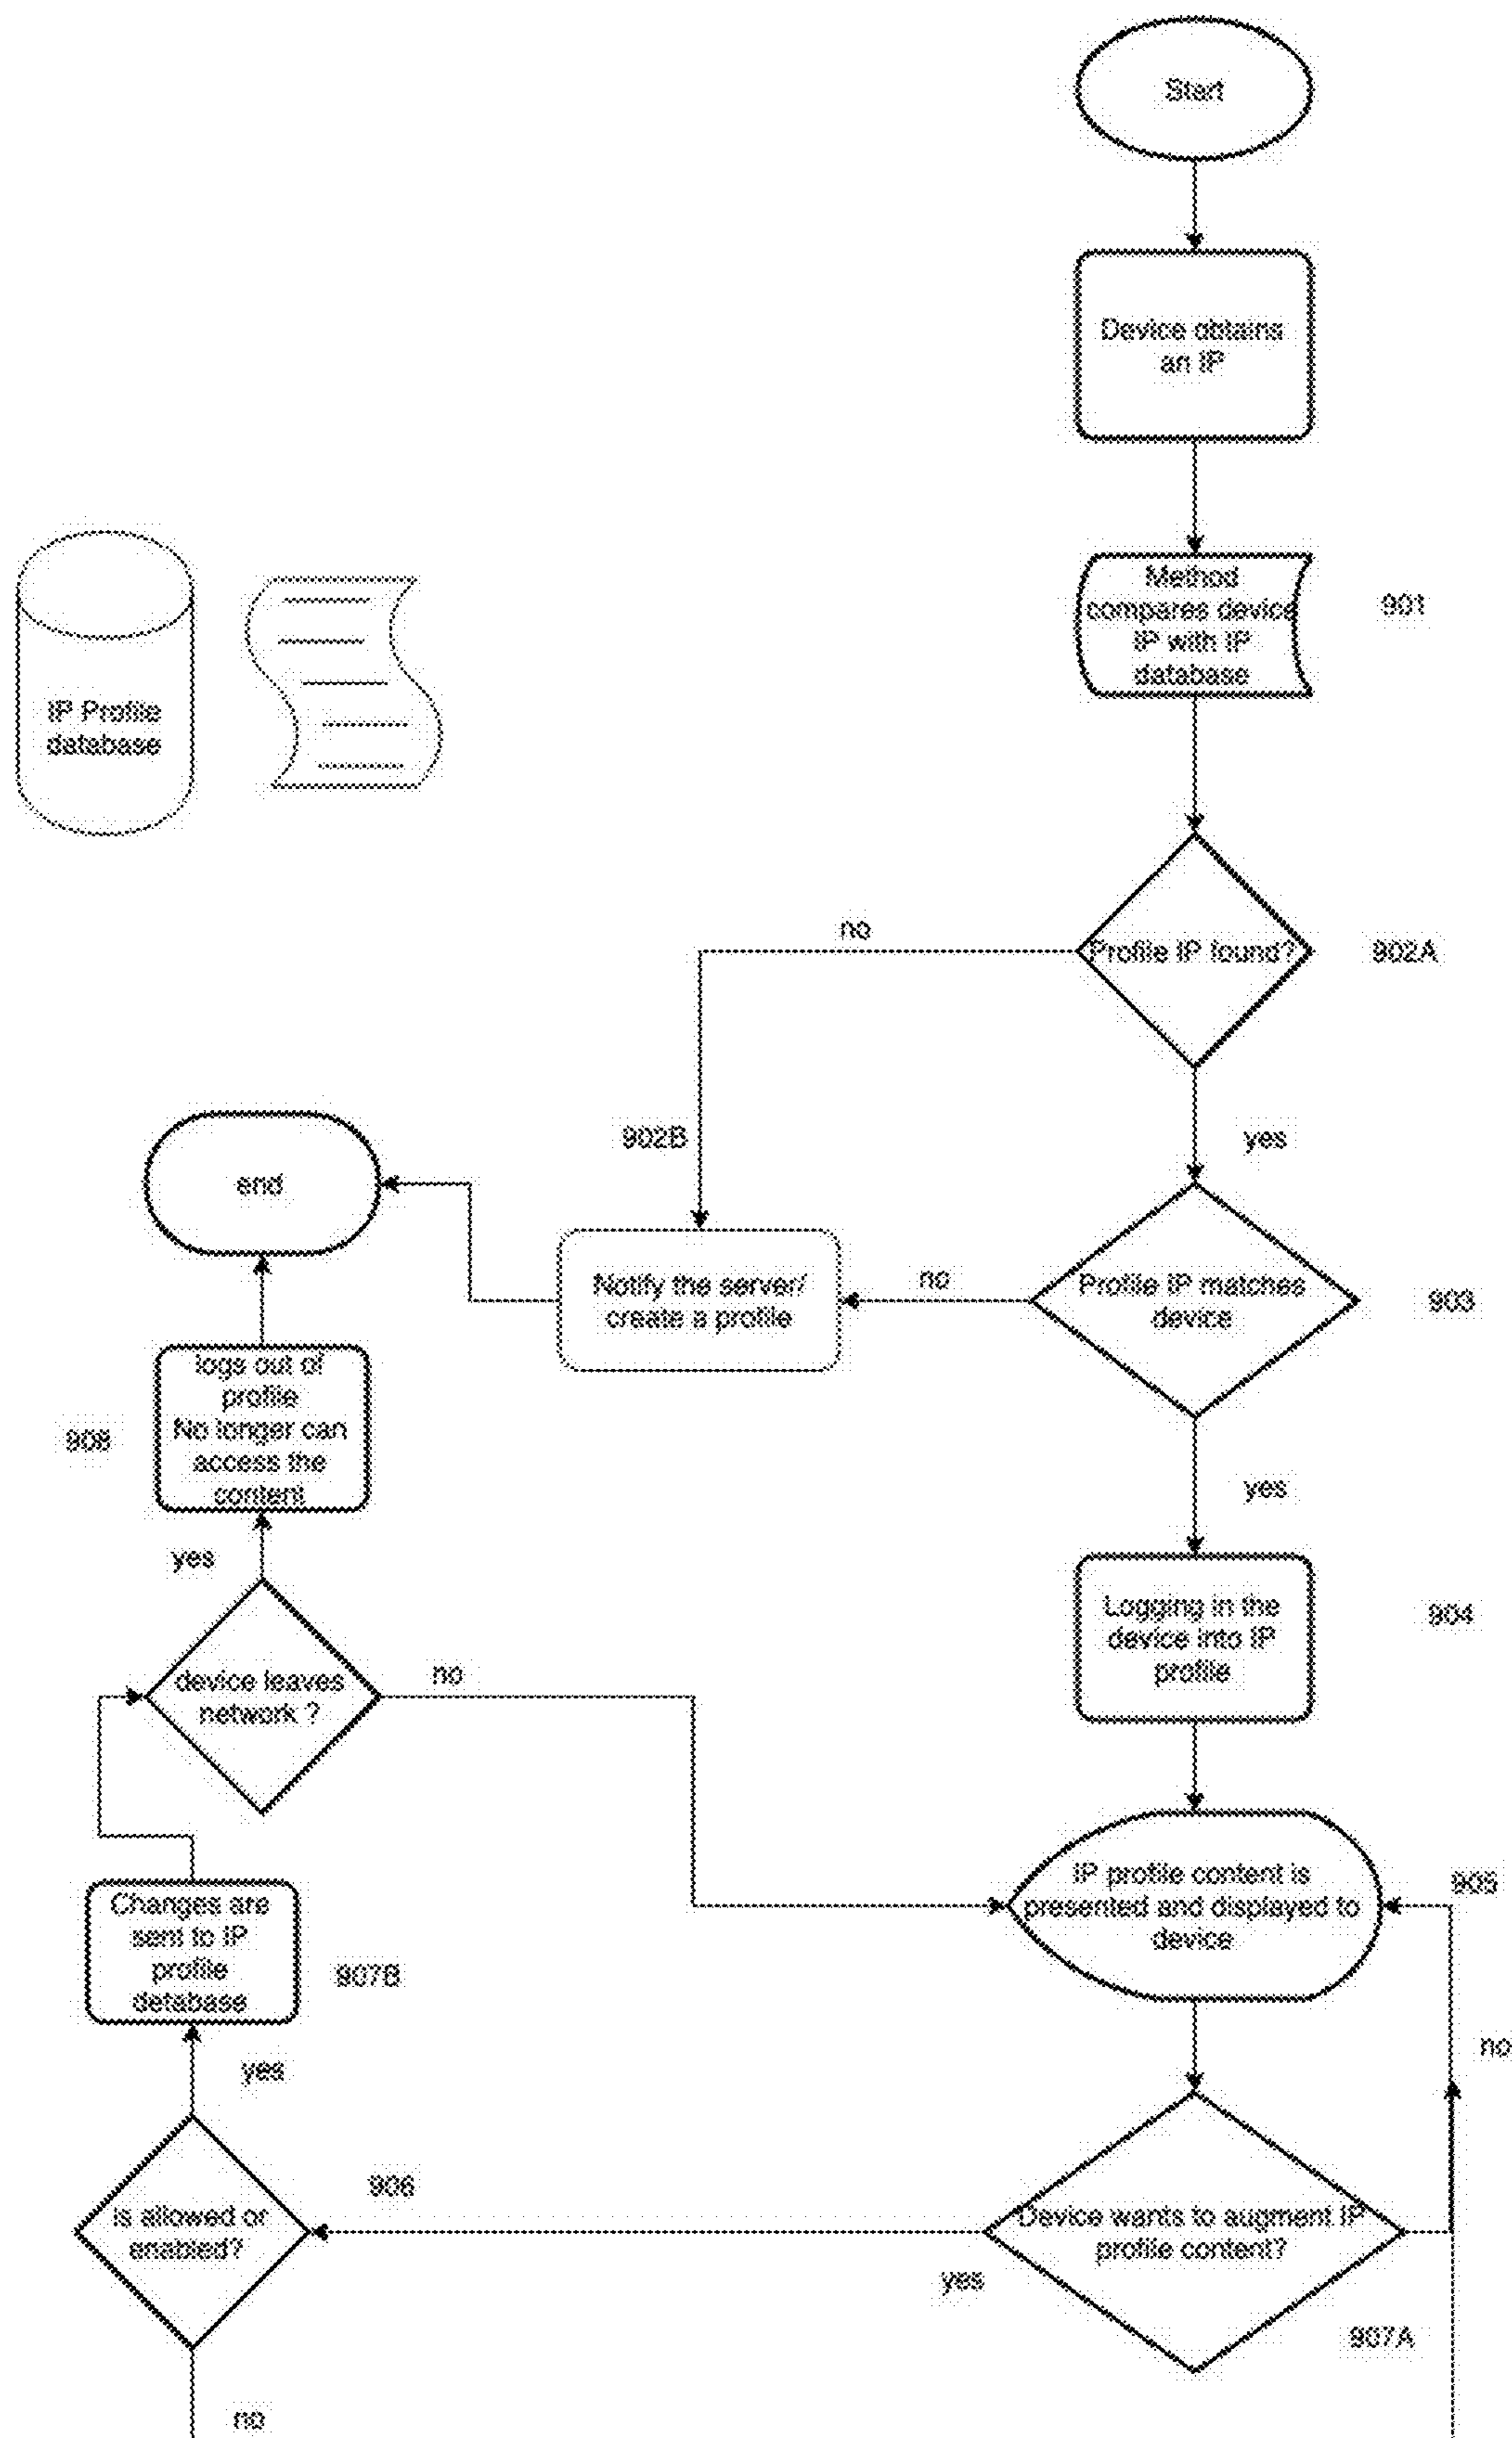 Start
Device obtains
an IP
Method
compares device
IP with IP
database
901
IP Profile
database
no
Profile IP found?
902A
902B
yes
end
Notify the server/
create a profile
no
Profile IP matches
device
903
logs out of
profile
No longer can
access the
content
908
yes
yes
Logging in the
device into IP
profile
904
device leaves
network ?
no
IP profile content is
presented and displayed to
device
905
Changes are
sent to IP
profile
database
907B
no
yes
906
is allowed or
enabled?
Device wants to augment IP
profile content?
yes
907A
no